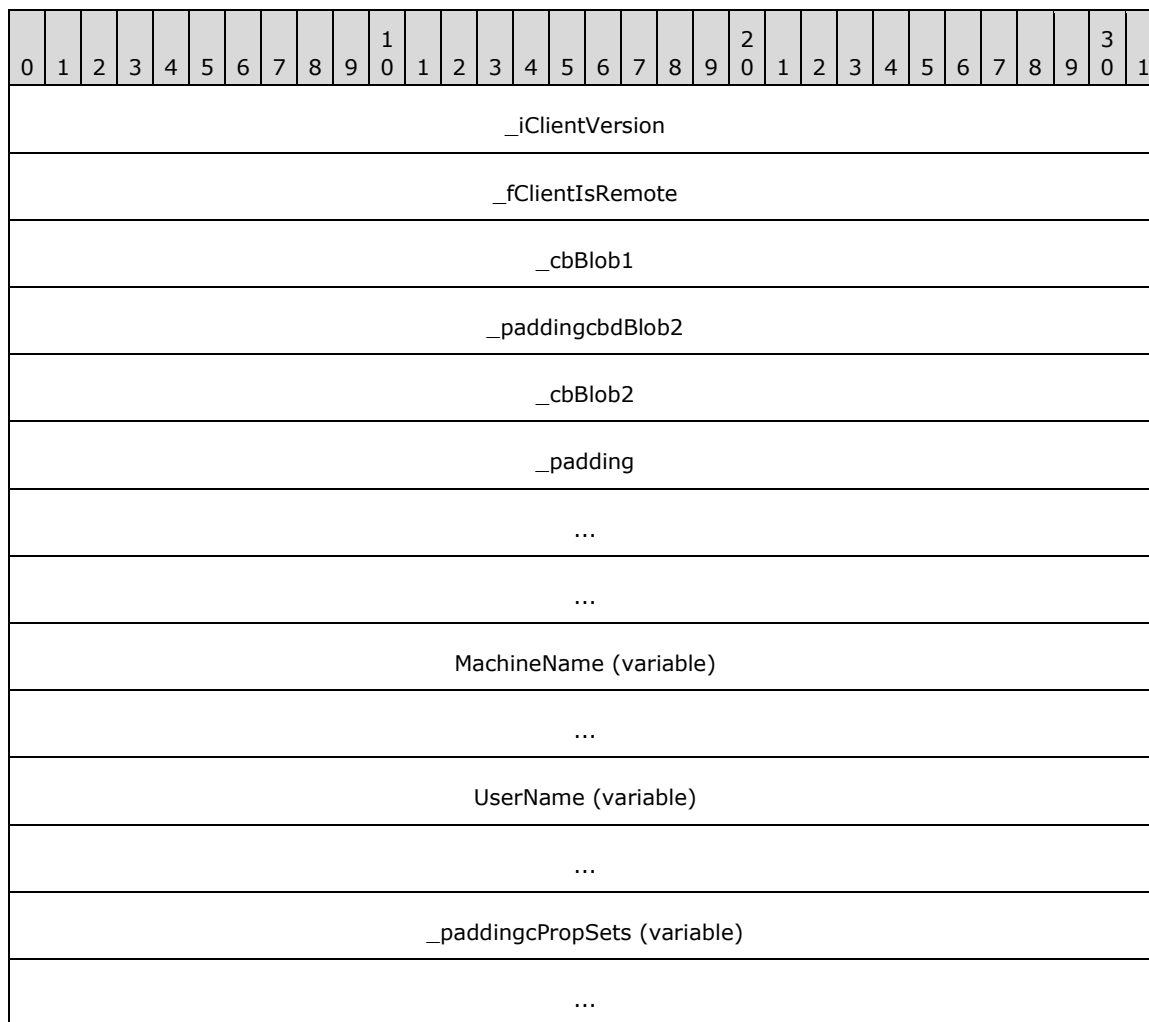 1 2 3
0 1 2 3 4 5 6 7 8 9 0 1 2 3 4 5 6 7 8 9 0 1 2 3 4 5 6 7 8 9 0 1
_iClientVersion
_fClientIsRemote
_cbBlob1
_paddingcbdBlob2
_cbBlob2
_padding
...
...
MachineName (variable)
...
UserName (variable)
...
_paddingcPropSets (variable)
...